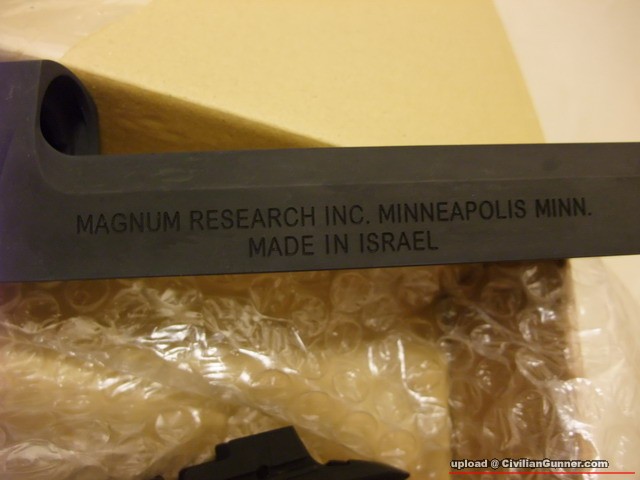 MAGNUM RESEARCH INC. MINNEAPOLIS MINN.
MADE IN ISRAEL
upload @ CivilianGunner.com